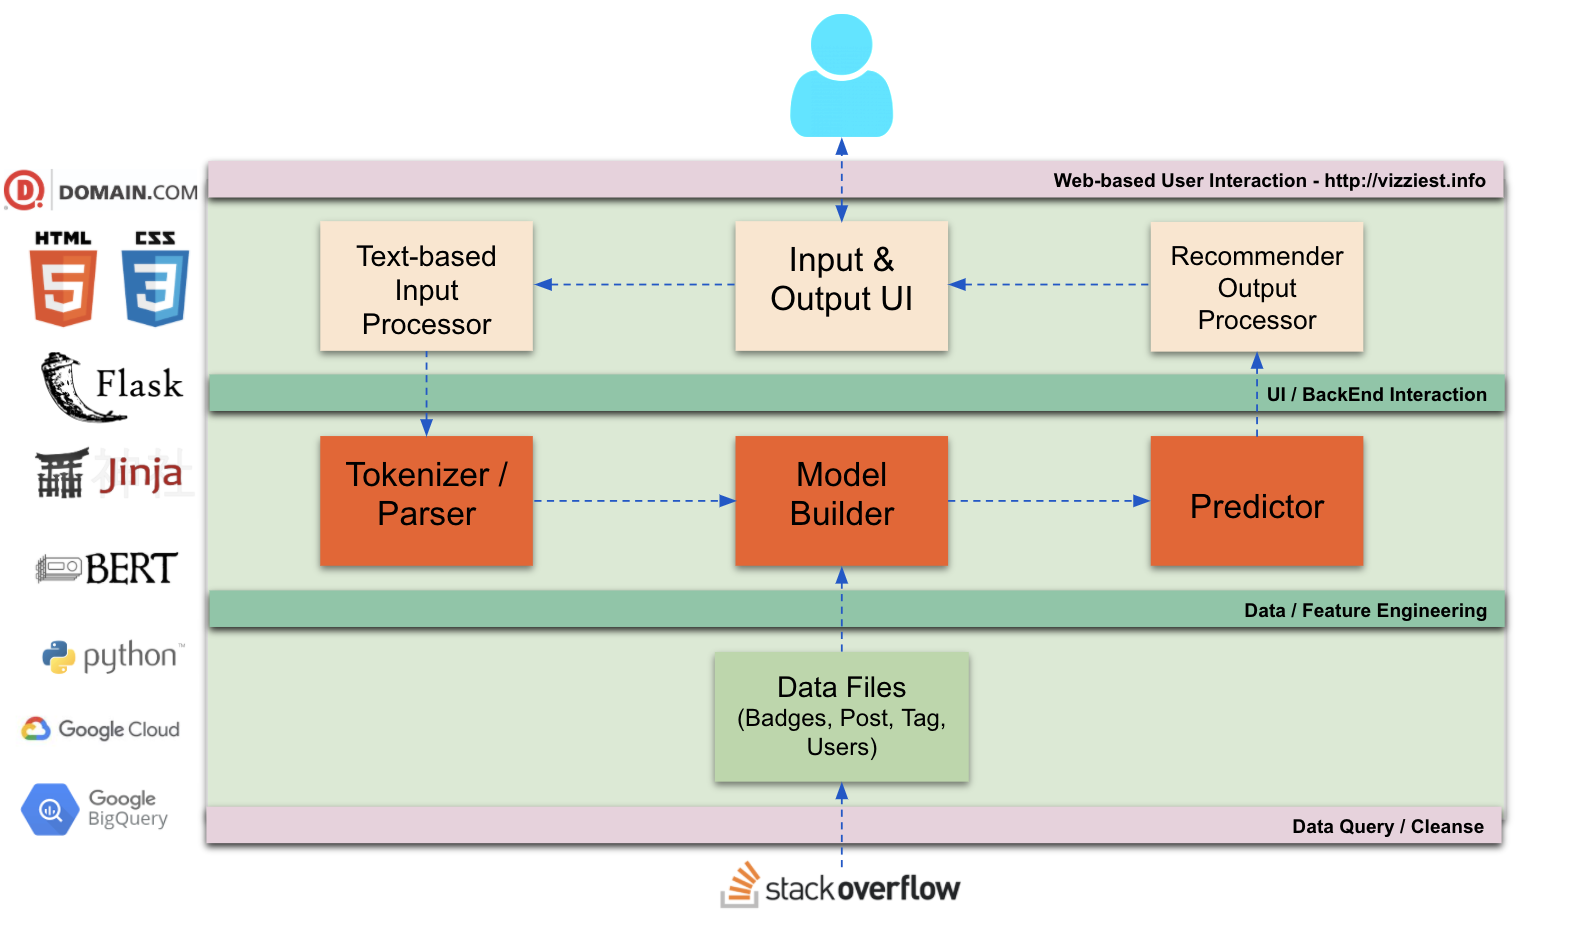 Web-based User Interaction - http://vizziest.info
DOMAIN.COM
HTML
CSS
5
3
Text-based
Input
Processor
Input &
Output UI
Recommender
Output
Processor
Flask
UI / BackEnd Interaction
Jinja
Tokenizer /
Parser
Model
Builder
Predictor
BERT
Data / Feature Engineering
python™
Data Files
(Badges, Post, Tag,
Users)
Google Cloud
Google
BigQuery
Data Query / Cleanse
stackoverflow